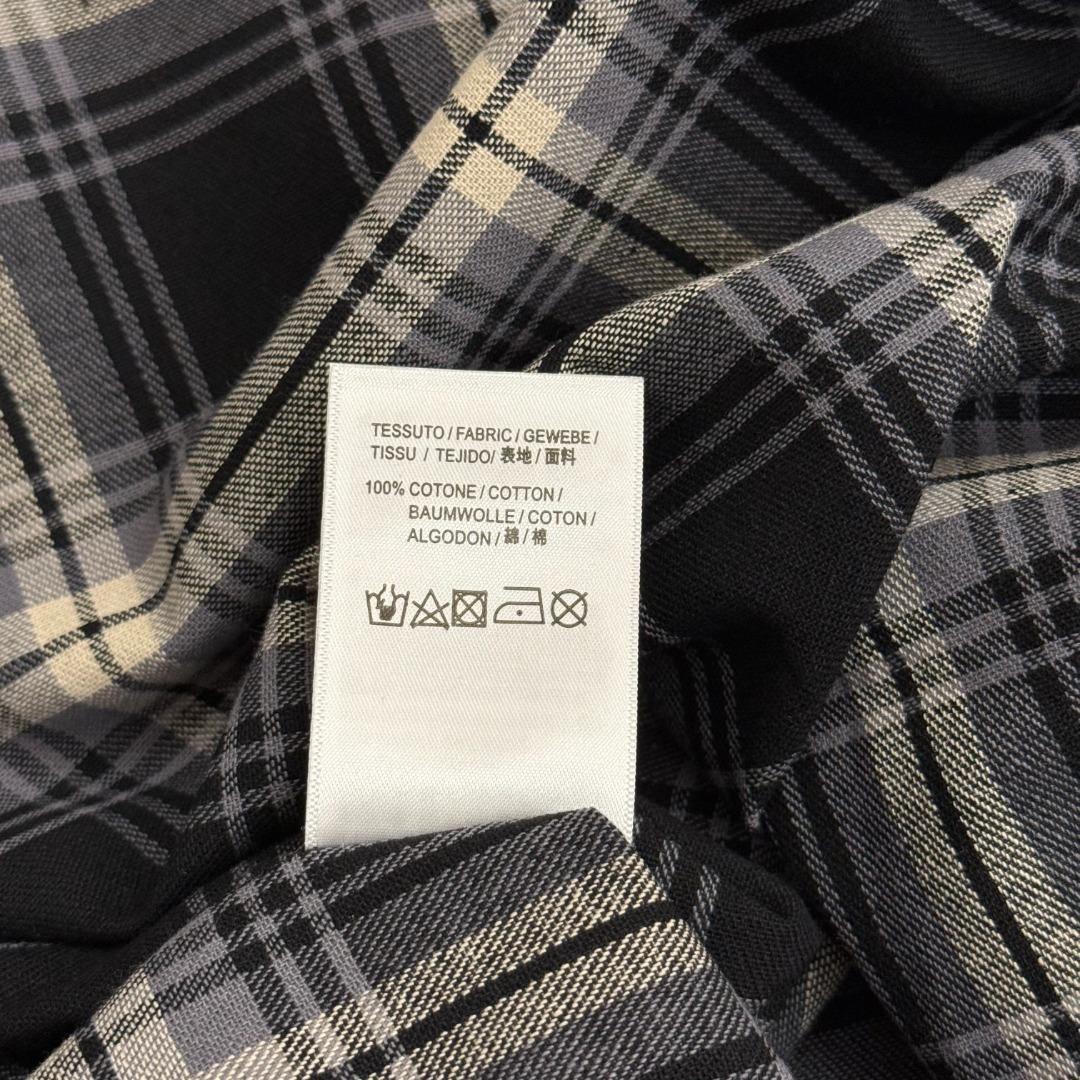 TESSUTO / FABRIC / GEWEBE /
TISSU / TEJIDO/ 表地 / 面料
100% COTONE / COTTON /
BAUMWOLLE / COTON /
ALGODON / 綿 / 棉